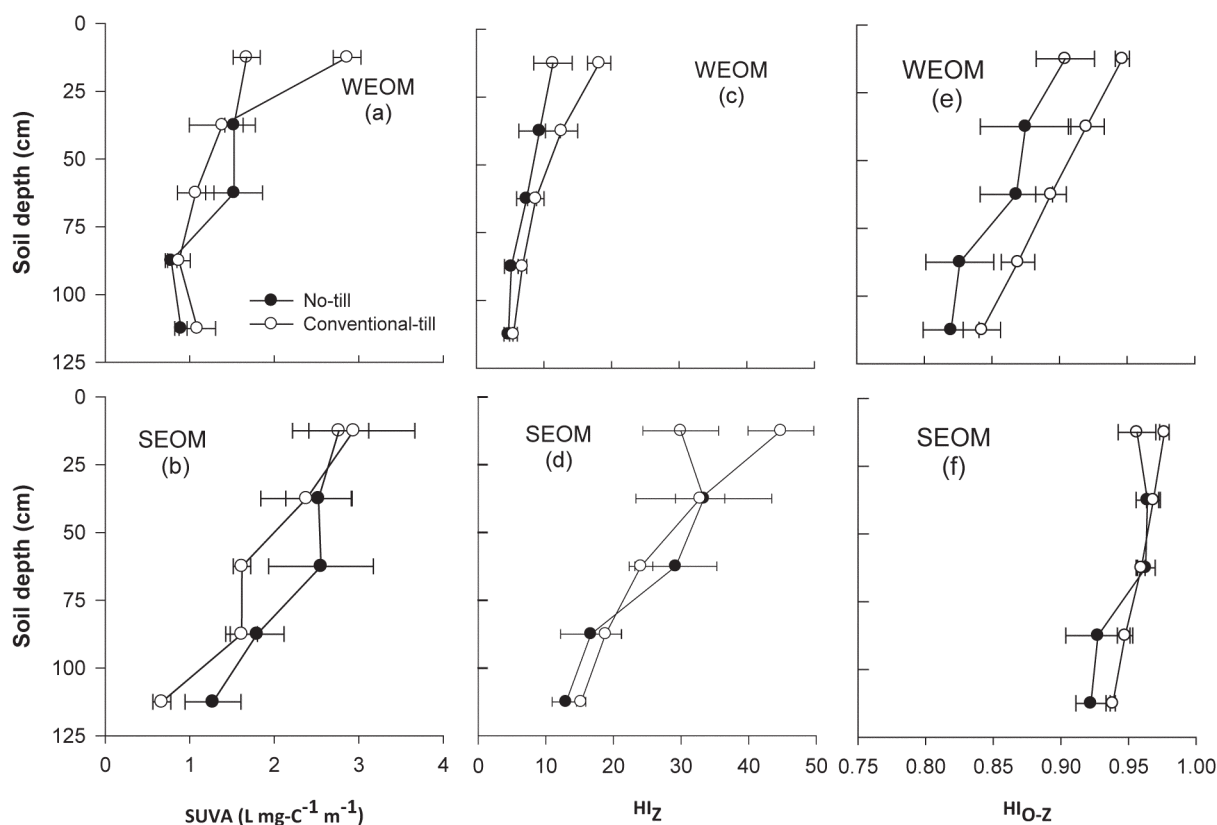 0
25
50
75
100
125
Soil depth (cm)
WEOM
(a)
No-till
Conventional-till
WEOM
(c)
WEOM
(e)
0
25
50
75
100
125
Soil depth (cm)
SEOM
(b)
SEOM
(d)
SEOM
(f)
0 1 2 3 4
0 10 20 30 40 50
0.75 0.80 0.85 0.90 0.95 1.00
SUVA (L mg-C⁻¹ m⁻¹)
HI_Z
HI_O-Z